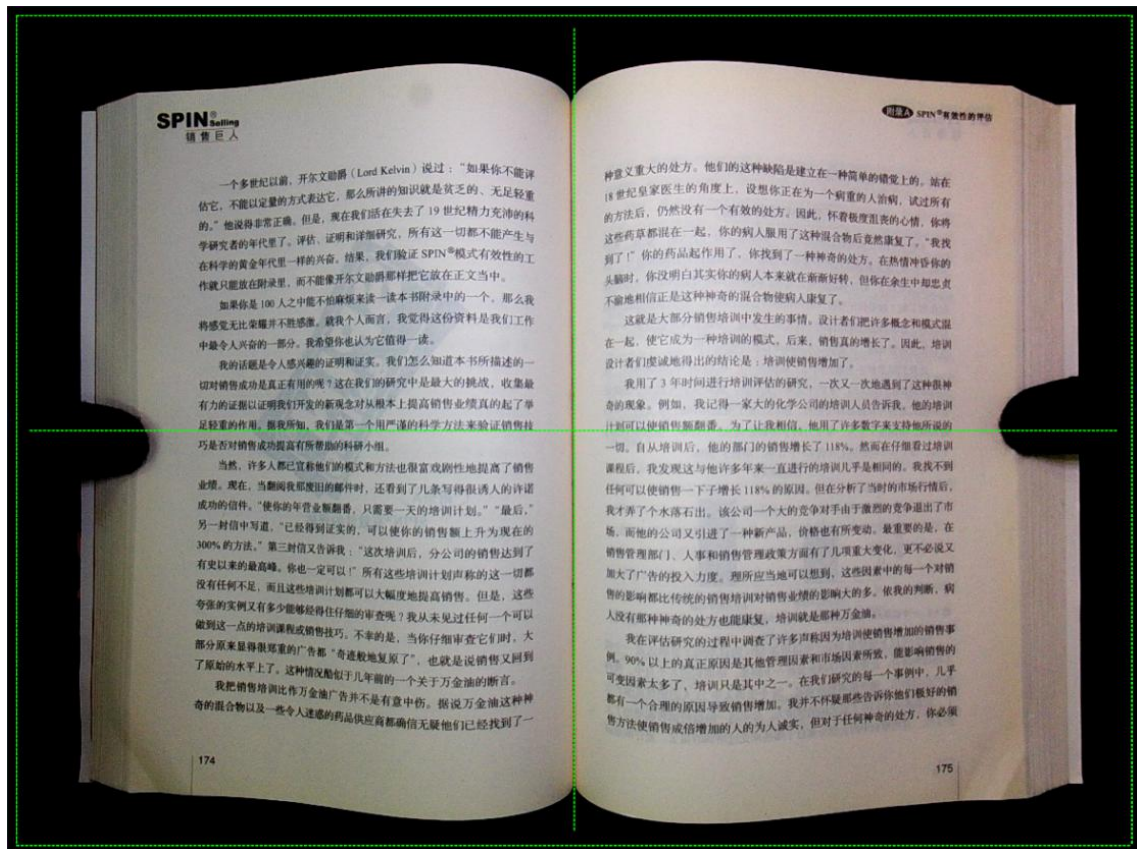 SPIN® Selling
销售巨人
一个多世纪以前，开尔文勋爵（Lord Kelvin）说过：“如果你不能评
估它，不能以定量的方式表达它，那么所讲的知识就是贫乏的、无足轻重
的。”他说得非常正确。但是，现在我们活在失去了 19 世纪精力充沛的科
学研究者的年代里了。评估、证明和详细研究，所有这一切都不能产生与
在科学的黄金年代里一样的兴奋。结果，我们验证 SPIN®模式有效性的工
作就只能放在附录里，而不能像开尔文勋爵那样把它放在正文当中。
如果你是 100 人之中能不怕麻烦来读一读本书附录中的一个，那么我
将感觉无比荣耀并不胜感激。就我个人而言，我觉得这份资料是我们工作
中最令人兴奋的一部分。我希望你也认为它值得一读。
我的话题是令人感兴趣的证明和证实。我们怎么知道本书所描述的一
切对销售成功是真正有用的呢？这在我们的研究中是最大的挑战，收集最
有力的证据以证明我们开发的新观念对从根本上提高销售业绩真的起了举
足轻重的作用。据我所知，我们是第一个用严谨的科学方法来验证销售技
巧是否对销售成功提高有所帮助的科研小组。
当然，许多人都已宣称他们的模式和方法也很富戏剧性地提高了销售
业绩。现在，当翻阅我那废旧的邮件时，还看到了几条写得很诱人的许诺
成功的信件。“使你的年营业额翻番，只需要一天的培训计划。”“最后，”
另一封信中写道，“已经得到证实的，可以使你的销售额上升为现在的
300% 的方法。”第三封信又告诉我：“这次培训后，分公司的销售达到了
有史以来的最高峰。你也一定可以！”所有这些培训计划声称的这一切都
没有任何不足，而且这些培训计划都可以大幅度地提高销售。但是，这些
夸张的实例又有多少能够经得住仔细的审查呢？我从未见过任何一个可以
做到这一点的培训课程或销售技巧。不幸的是，当你仔细审查它们时，大
部分原来显得很郑重的广告都“奇迹般地复原了”，也就是说销售又回到
了原始的水平上了。这种情况酷似于几年前的一个关于万金油的断言。
我把销售培训比作万金油广告并不是有意中伤。据说万金油这种神
奇的混合物以及一些令人迷惑的药品供应商都确信无疑他们已经找到了一
174
附录A SPIN®有效性的评估
种意义重大的处方。他们的这种缺陷是建立在一种简单的错觉上的。站在
18 世纪皇家医生的角度上，设想你正在为一个病重的人治病，试过所有
的方法后，仍然没有一个有效的处方。因此，怀着极度沮丧的心情，你将
这些药草都混在一起，你的病人服用了这种混合物后竟然康复了。“我找
到了！”你的药品起作用了，你找到了一种神奇的处方。在热情冲昏你的
头脑时，你没明白其实你的病人本来就在渐渐好转，但你在余生中却忠贞
不渝地相信正是这种神奇的混合物使病人康复了。
这就是大部分销售培训中发生的事情。设计者们把许多概念和模式混
在一起，使它成为一种培训的模式。后来，销售真的增长了。因此，培训
设计者们虔诚地得出的结论是：培训使销售增加了。
我用了 3 年时间进行培训评估的研究，一次又一次地遇到了这种很神
奇的现象。例如，我记得一家大的化学公司的培训人员告诉我，他的培训
计划可以使销售额翻番。为了让我相信，他用了许多数字来支持他所说的
一切。自从培训后，他的部门的销售增长了 118%。然而在仔细看过培训
课程后，我发现这与他许多年来一直进行的培训几乎是相同的。我找不到
任何可以使销售一下子增长 118% 的原因。但在分析了当时的市场行情后，
我才弄了个水落石出。该公司一个大的竞争对手由于激烈的竞争退出了市
场，而他的公司又引进了一种新产品，价格也有所变动。最重要的是，在
销售管理部门、人事和销售管理政策方面有了几项重大变化，更不必说又
加大了广告的投入力度。理所应当地可以想到，这些因素中的每一个对销
售的影响都比传统的销售培训对销售业绩的影响大的多。依我的判断，病
人没有那种神奇的处方也能康复，培训就是那种万金油。
我在评估研究的过程中调查了许多声称因为培训使销售增加的销售事
例。90% 以上的真正原因是其他管理因素和市场因素所致，能影响销售的
可变因素太多了，培训只是其中之一。在我们研究的每一个事例中，几乎
都有一个合理的原因导致销售增加。我并不怀疑那些告诉你他们极好的销
售方法使销售成倍增加的人的为人诚实，但对于任何神奇的处方，你必须
175